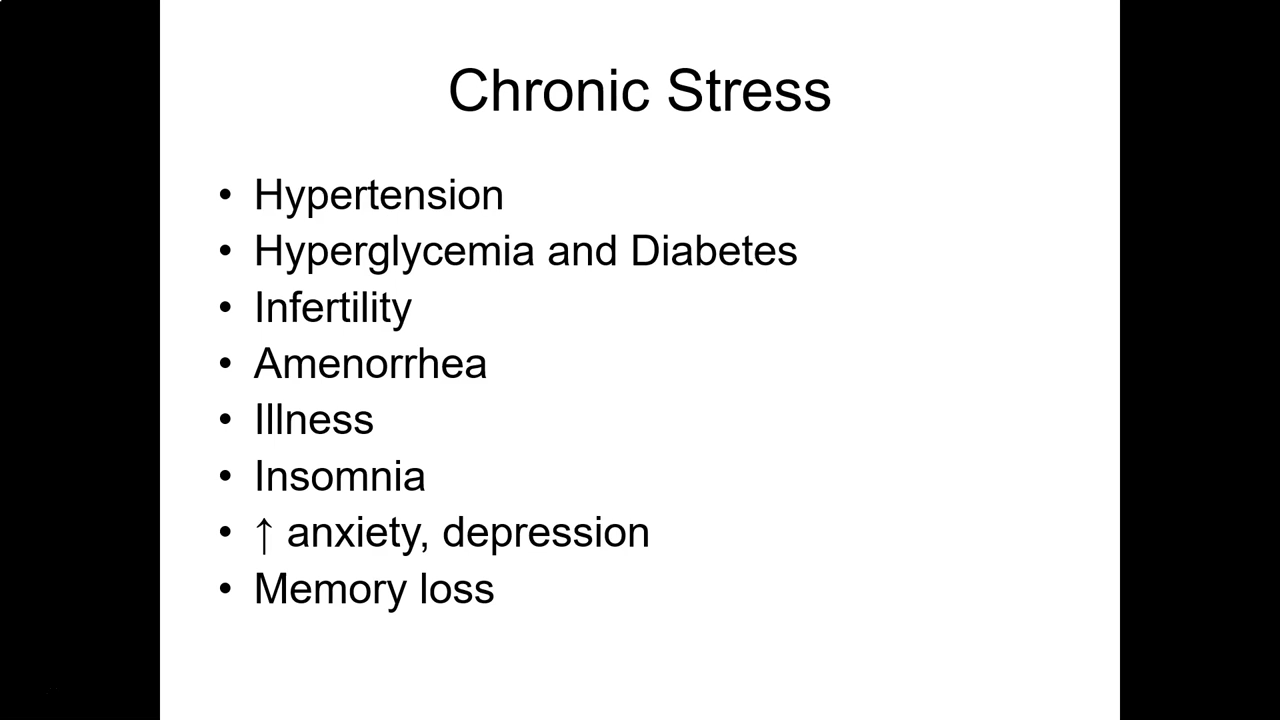 Chronic Stress
• Hypertension
• Hyperglycemia and Diabetes
• Infertility
• Amenorrhea
• Illness
• Insomnia
• ↑ anxiety, depression
• Memory loss